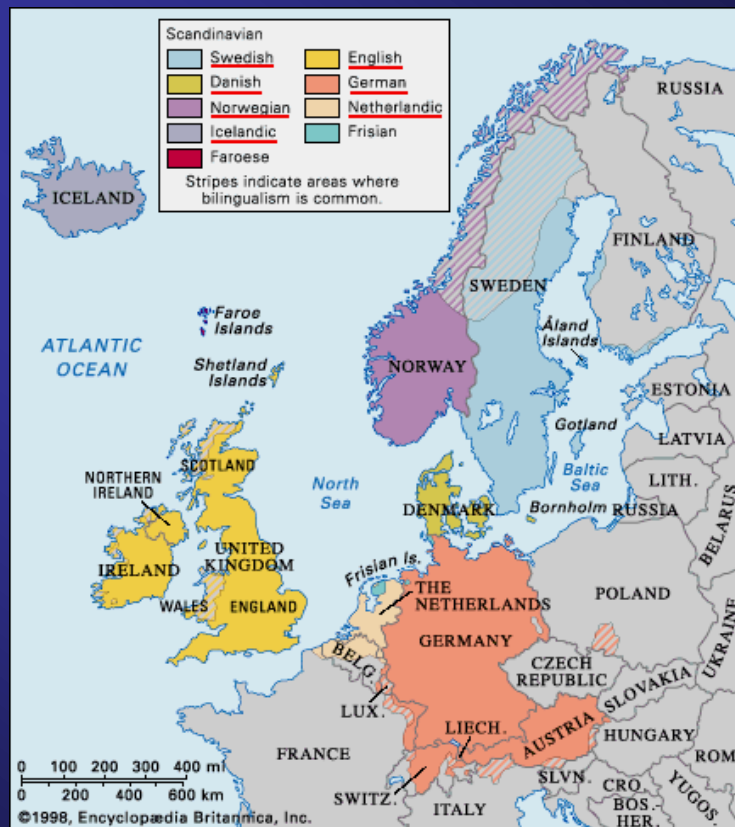 Scandinavian
Swedish
Danish
Norwegian
Icelandic
Faroese
English
German
Netherlandic
Frisian
Stripes indicate areas where
bilingualism is common.
RUSSIA
ICELAND
FINLAND
SWEDEN
Faroe
Islands
Åland
Islands
ATLANTIC
OCEAN
Shetland
Islands
NORWAY
ESTONIA
Gotland
LATVIA
SCOTLAND
NORTHERN
IRELAND
North
Sea
Baltic
Sea
LITH.
DENMARK
Bornholm
RUSSIA
BELARUS
UNITED
KINGDOM
IRELAND
Frisian Is.
THE
NETHERLANDS
WALES
ENGLAND
POLAND
GERMANY
BELG.
CZECH
REPUBLIC
UKRAINE
SLOVAKIA
LUX.
LIECH.
AUSTRIA
HUNGARY
FRANCE
ROM
SLVN.
SWITZ.
ITALY
CRO.
BOS.
HER.
YUGOS.
0 100 200 300 400 mi
0 200 400 600 km
©1998, Encyclopædia Britannica, Inc.